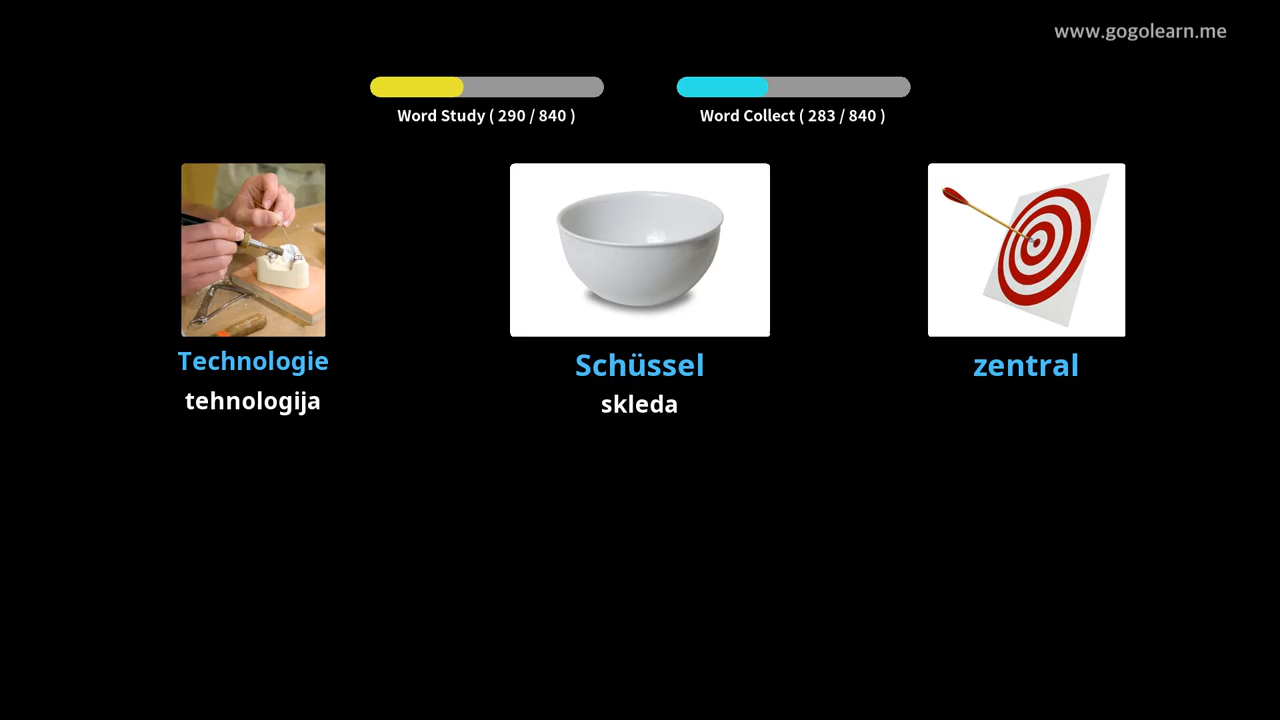 www.gogolearn.me
Word Study ( 290 / 840 )
Word Collect ( 283 / 840 )
Technologie
tehnologija
Schüssel
skleda
zentral